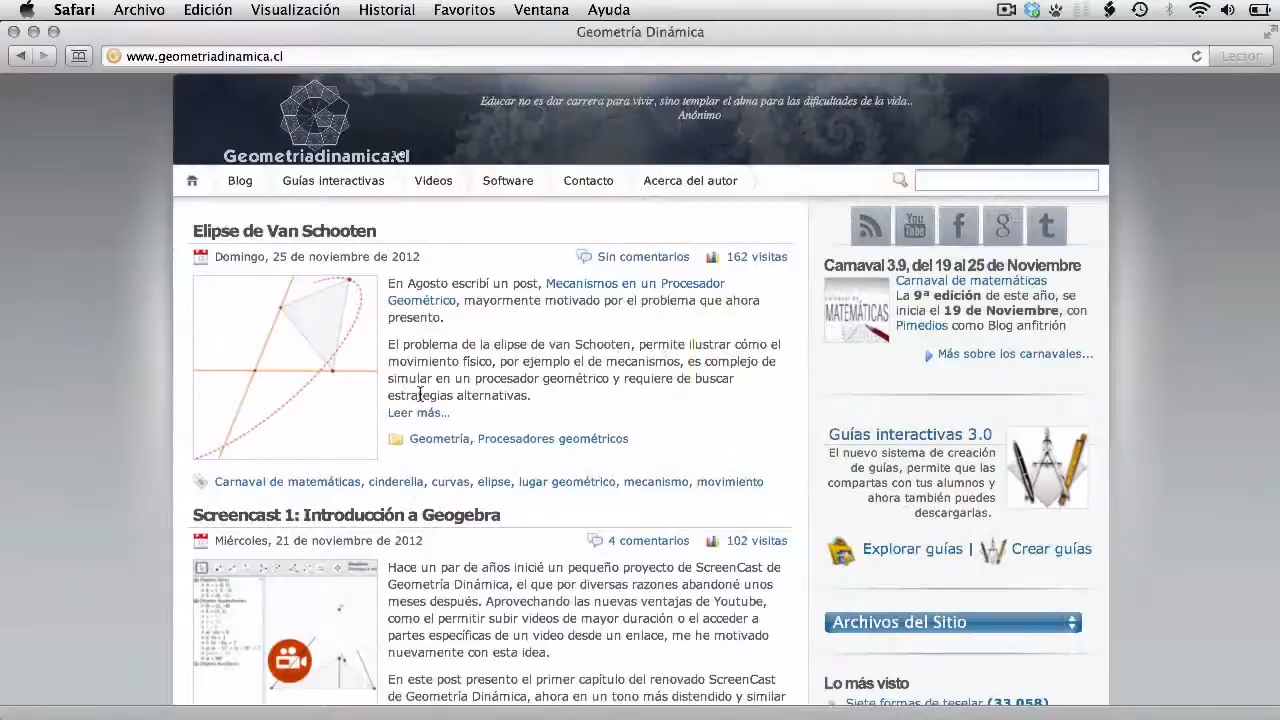 Safari Archivo Edición Visualización Historial Favoritos Ventana Ayuda
Geometría Dinámica
www.geometriadinamica.cl
Lector
Educar no es dar carrera para vivir, sino templar el alma para las dificultades de la vida..
Anónimo
Geometriadinamica.cl
Blog Guías interactivas Videos Software Contacto Acerca del autor
Elipse de Van Schooten
Domingo, 25 de noviembre de 2012
Sin comentarios
162 visitas
En Agosto escribí un post, Mecanismos en un Procesador
Geométrico, mayormente motivado por el problema que ahora
presento.
El problema de la elipse de van Schooten, permite ilustrar cómo el
movimiento físico, por ejemplo el de mecanismos, es complejo de
simular en un procesador geométrico y requiere de buscar
estrategias alternativas.
Leer más...
Geometría, Procesadores geométricos
Carnaval de matemáticas, cinderella, curvas, elipse, lugar geométrico, mecanismo, movimiento
Screencast 1: Introducción a Geogebra
Miércoles, 21 de noviembre de 2012
4 comentarios
102 visitas
Hace un par de años inicié un pequeño proyecto de ScreenCast de
Geometría Dinámica, el que por diversas razones abandoné unos
meses después. Aprovechando las nuevas ventajas de Youtube,
como el permitir subir videos de mayor duración o el acceder a
partes específicas de un video desde un enlace, me he motivado
nuevamente con esta idea.
En este post presento el primer capítulo del renovado ScreenCast
de Geometría Dinámica, ahora en un tono más distendido y similar
You
Tube
f
g
t
Carnaval 3.9, del 19 al 25 de Noviembre
MATEMÁTICAS
Carnaval de matemáticas
La 9ª edición de este año, se
inicia el 19 de Noviembre, con
Pimedios como Blog anfitrión
Más sobre los carnavales...
Guías interactivas 3.0
El nuevo sistema de creación
de guías, permite que las
compartas con tus alumnos y
ahora también puedes
descargarlas.
Explorar guías | Crear guías
Archivos del Sitio
Lo más visto
Siete formas de teselar (33.058)